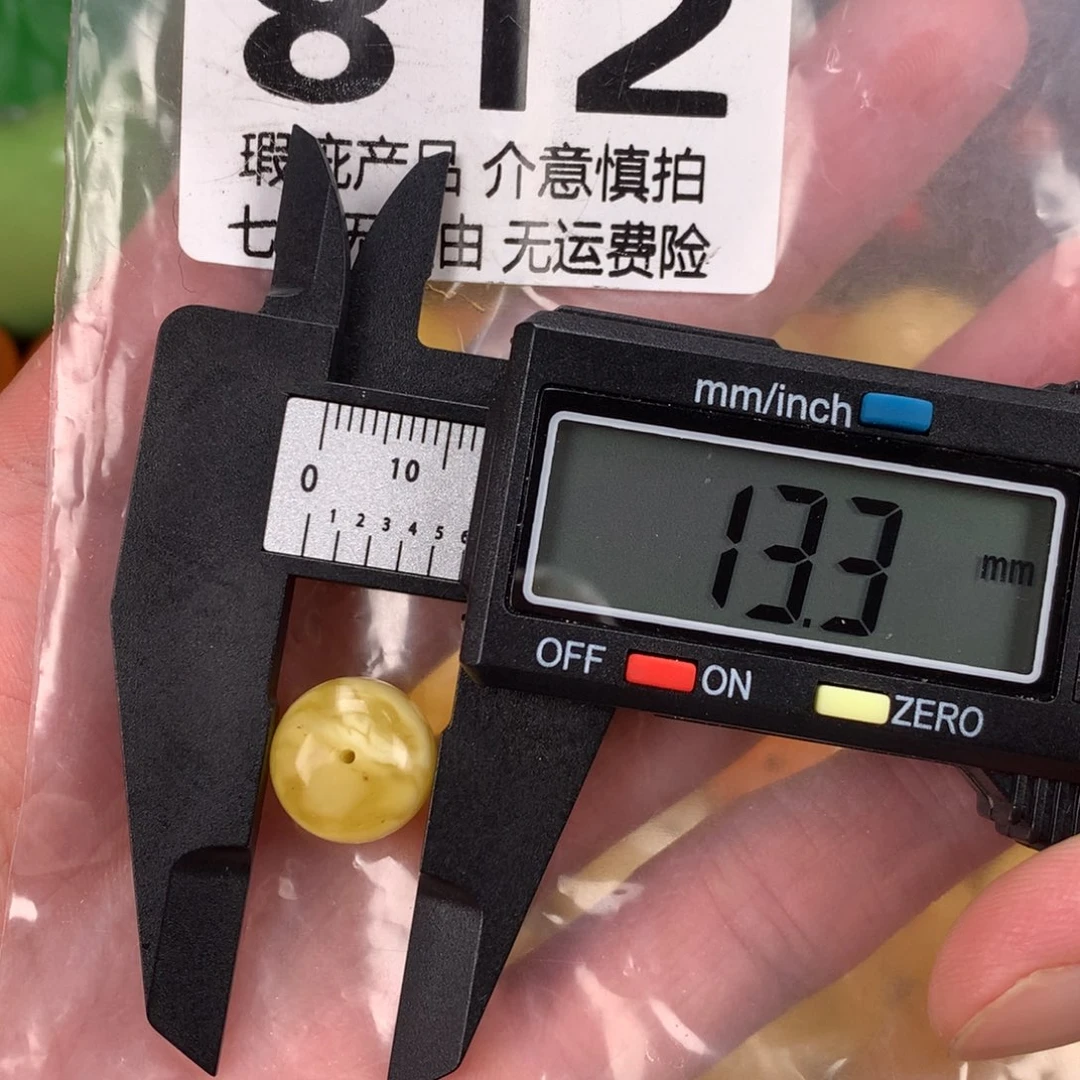 812
瑕疵产品 介意慎拍
七 无 由 无运费险
mm/inch
0 10
1 2 3 4 5 6
13.3 mm
OFF ON ZERO